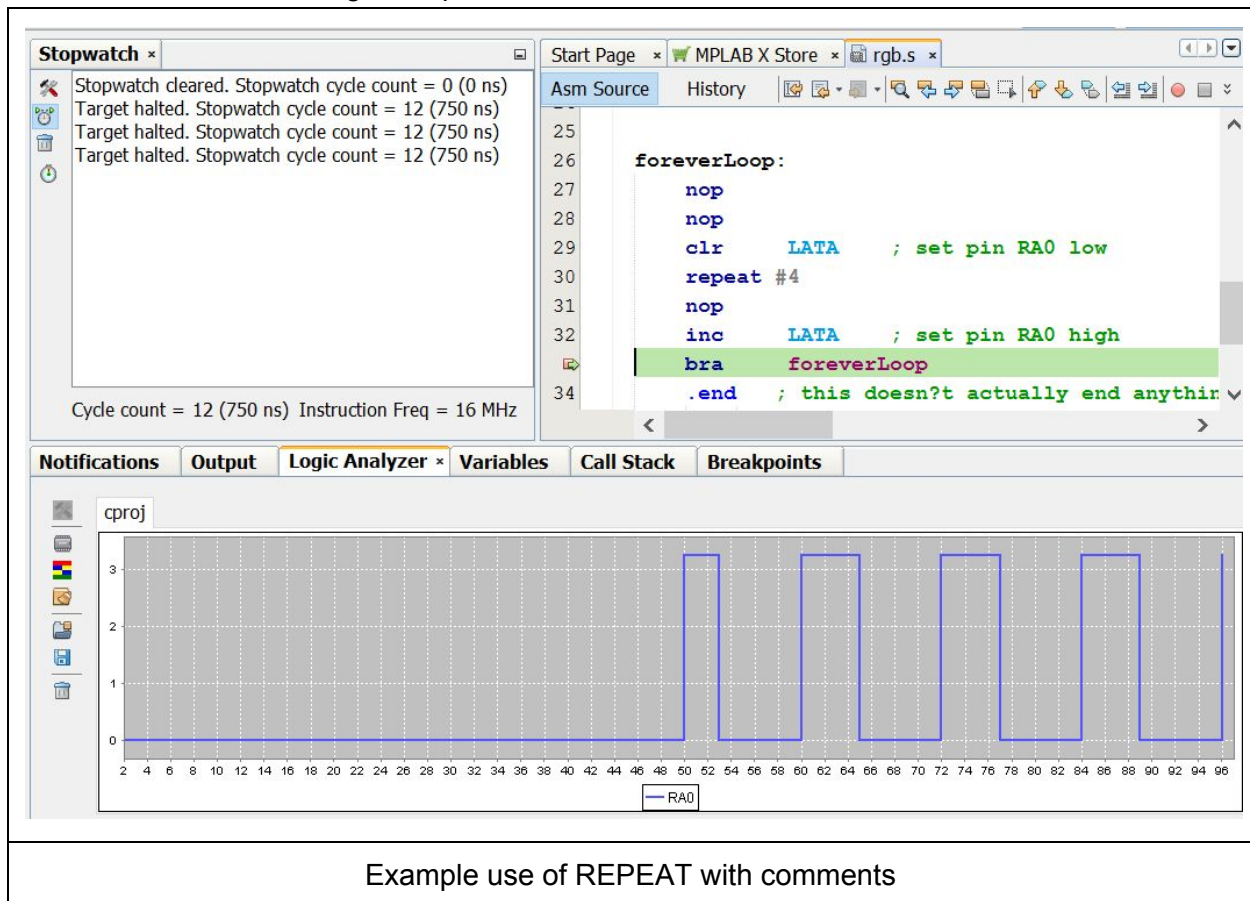 Stopwatch ×
Stopwatch cleared. Stopwatch cycle count = 0 (0 ns)
Target halted. Stopwatch cycle count = 12 (750 ns)
Target halted. Stopwatch cycle count = 12 (750 ns)
Target halted. Stopwatch cycle count = 12 (750 ns)
Cycle count = 12 (750 ns) Instruction Freq = 16 MHz
Start Page × MPLAB X Store × rgb.s ×
Asm Source History
25
26 foreverLoop:
27 nop
28 nop
29 clr LATA ; set pin RA0 low
30 repeat #4
31 nop
32 inc LATA ; set pin RA0 high
bra foreverLoop
34 .end ; this doesn?t actually end anythin
Notifications Output Logic Analyzer × Variables Call Stack Breakpoints
cproj
3
2
1
0
2 4 6 8 10 12 14 16 18 20 22 24 26 28 30 32 34 36 38 40 42 44 46 48 50 52 54 56 58 60 62 64 66 68 70 72 74 76 78 80 82 84 86 88 90 92 94 96
RA0
Example use of REPEAT with comments